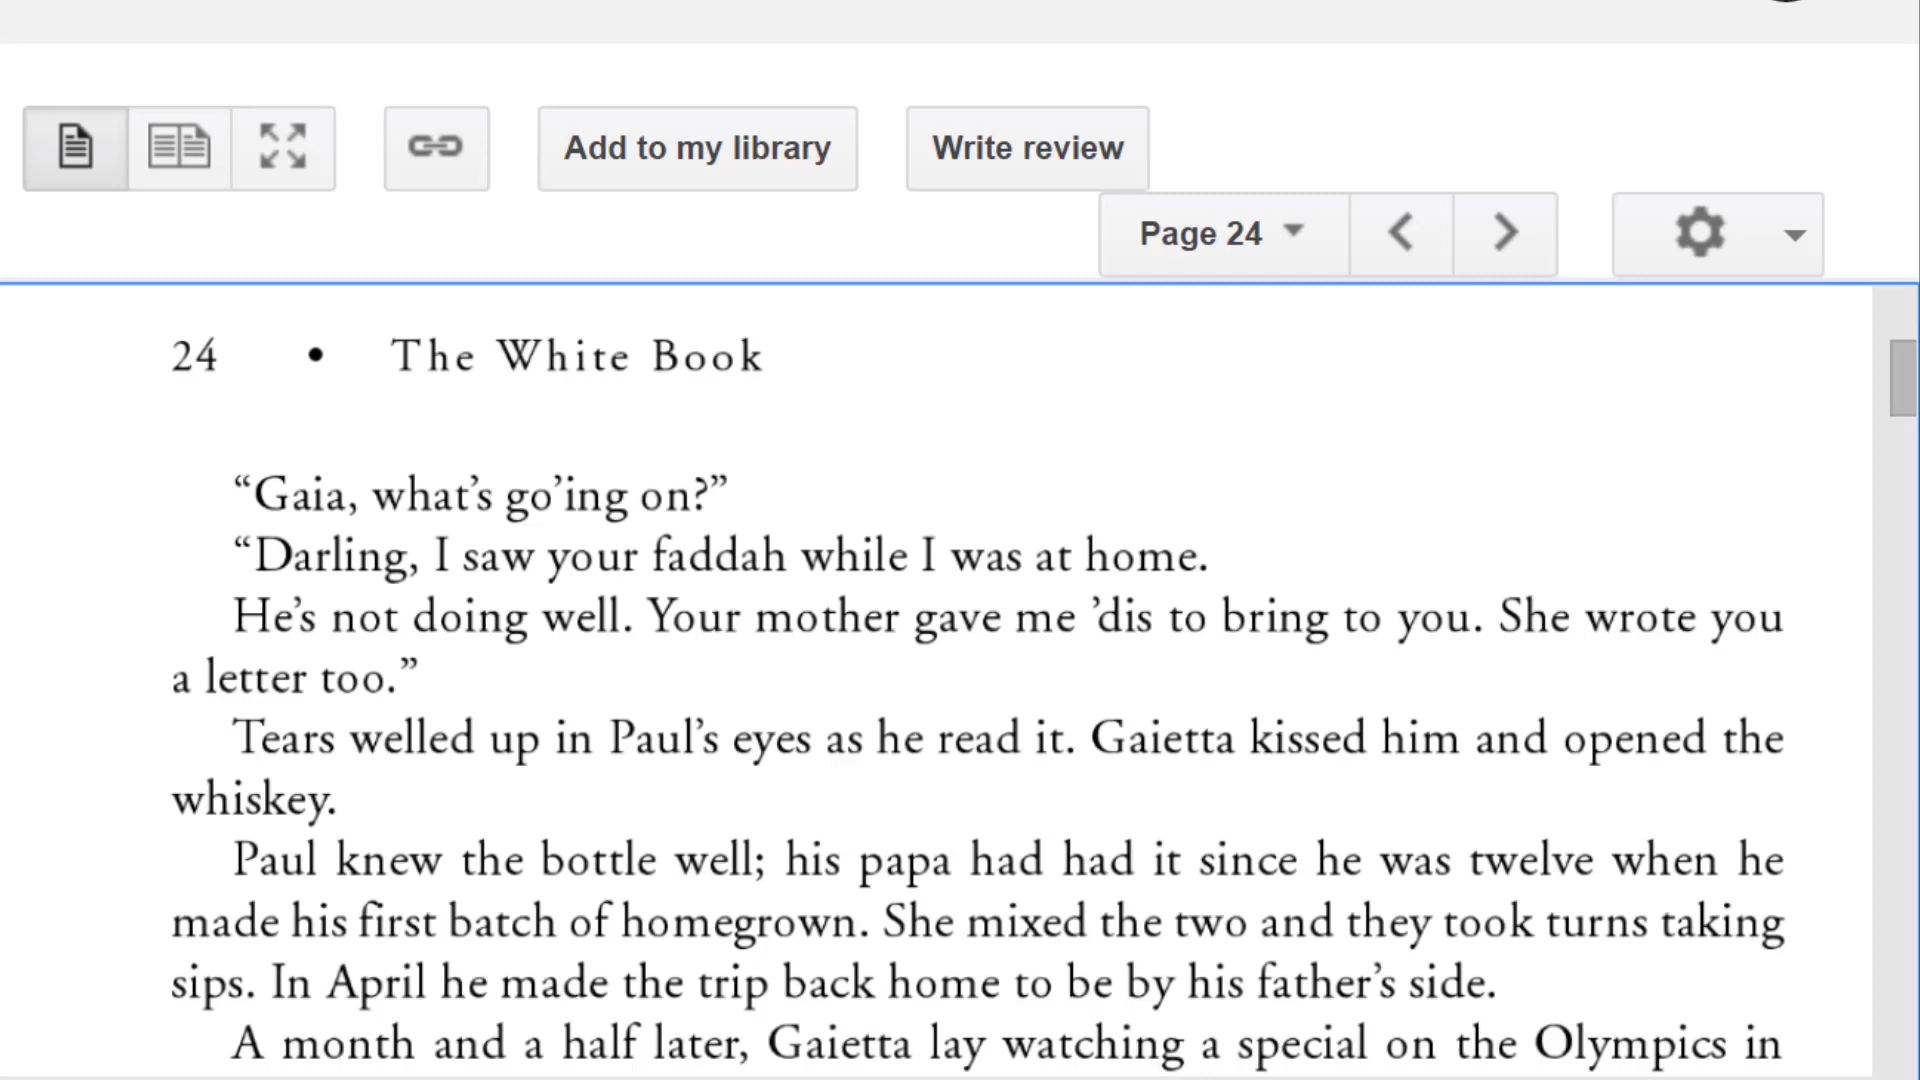 Add to my library
Write review
Page 24
24 • The White Book
“Gaia, what’s go’ing on?”
“Darling, I saw your faddah while I was at home.
He’s not doing well. Your mother gave me ’dis to bring to you. She wrote you
a letter too.”
Tears welled up in Paul’s eyes as he read it. Gaietta kissed him and opened the
whiskey.
Paul knew the bottle well; his papa had had it since he was twelve when he
made his first batch of homegrown. She mixed the two and they took turns taking
sips. In April he made the trip back home to be by his father’s side.
A month and a half later, Gaietta lay watching a special on the Olympics in